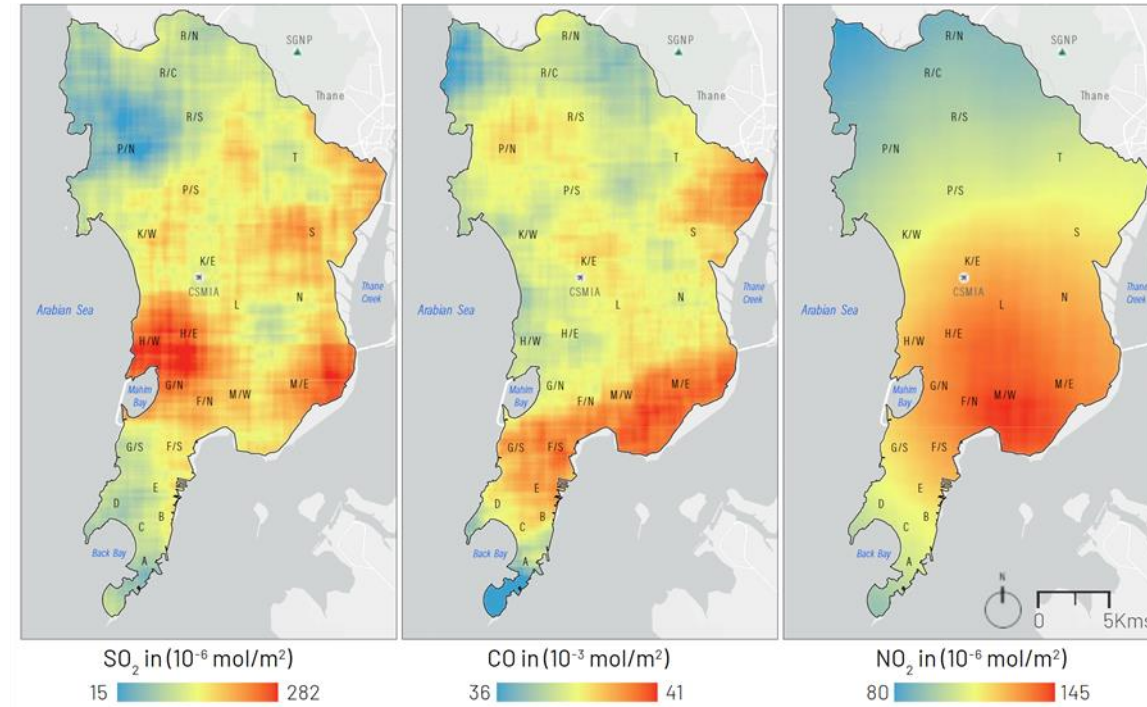 R/N
SGNP
R/C
Thane
R/S
P/N
T
P/S
K/W
S
K/E
CSMIA
N
L
Arabian Sea
Thane
Creek
H/E
H/W
G/N
M/E
Mahim
Bay
M/W
F/N
G/S
F/S
E
D
B
C
Back Bay
A
SO₂ in (10⁻⁶ mol/m²)
15
282
R/N
SGNP
R/C
Thane
R/S
P/N
T
P/S
K/W
S
K/E
CSMIA
N
L
Arabian Sea
Thane
Creek
H/E
H/W
G/N
M/E
Mahim
Bay
M/W
F/N
G/S
F/S
E
D
B
C
Back Bay
A
CO in (10⁻³ mol/m²)
36
41
R/N
SGNP
R/C
Thane
R/S
P/N
T
P/S
K/W
S
K/E
CSMIA
N
L
Arabian Sea
Thane
Creek
H/E
H/W
G/N
M/E
Mahim
Bay
M/W
F/N
G/S
F/S
E
D
B
C
Back Bay
A
N
0
5Kms
NO₂ in (10⁻⁶ mol/m²)
80
145